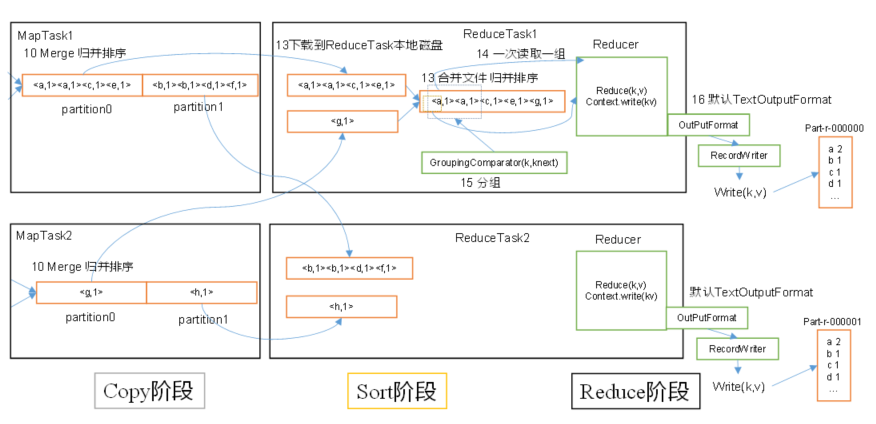 MapTask1
10 Merge 归并排序
<a,1><a,1><c,1><e,1>
<b,1><b,1><d,1><f,1>
partition0
partition1
ReduceTask1
13下载到ReduceTask本地磁盘
14 一次读取一组
Reducer
<a,1><a,1><c,1><e,1>
13 合并文件 归并排序
<a,1><a,1><c,1><e,1><g,1>
<g,1>
Reduce(k,v)
Context.write(kv)
GroupingComparator(k,knext)
15 分组
16 默认TextOutputFormat
OutPutFormat
RecordWriter
Write(k,v)
Part-r-000000
a 2
b 1
c 1
d 1
...
MapTask2
10 Merge 归并排序
<g,1>
<h,1>
partition0
partition1
ReduceTask2
Reducer
<b,1><b,1><d,1><f,1>
<h,1>
Reduce(k,v)
Context.write(kv)
默认TextOutputFormat
OutPutFormat
RecordWriter
Write(k,v)
Part-r-000001
a 2
b 1
c 1
d 1
...
Copy阶段
Sort阶段
Reduce阶段